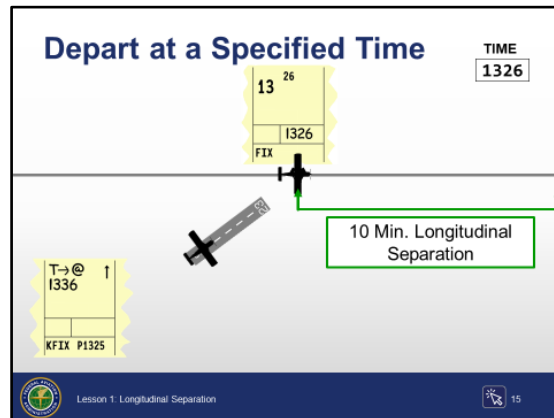 Depart at a Specified Time
TIME
1326
13 26
1326
FIX
10 Min. Longitudinal
Separation
T→@ ↑
1336
KFIX P1325
Lesson 1: Longitudinal Separation
15